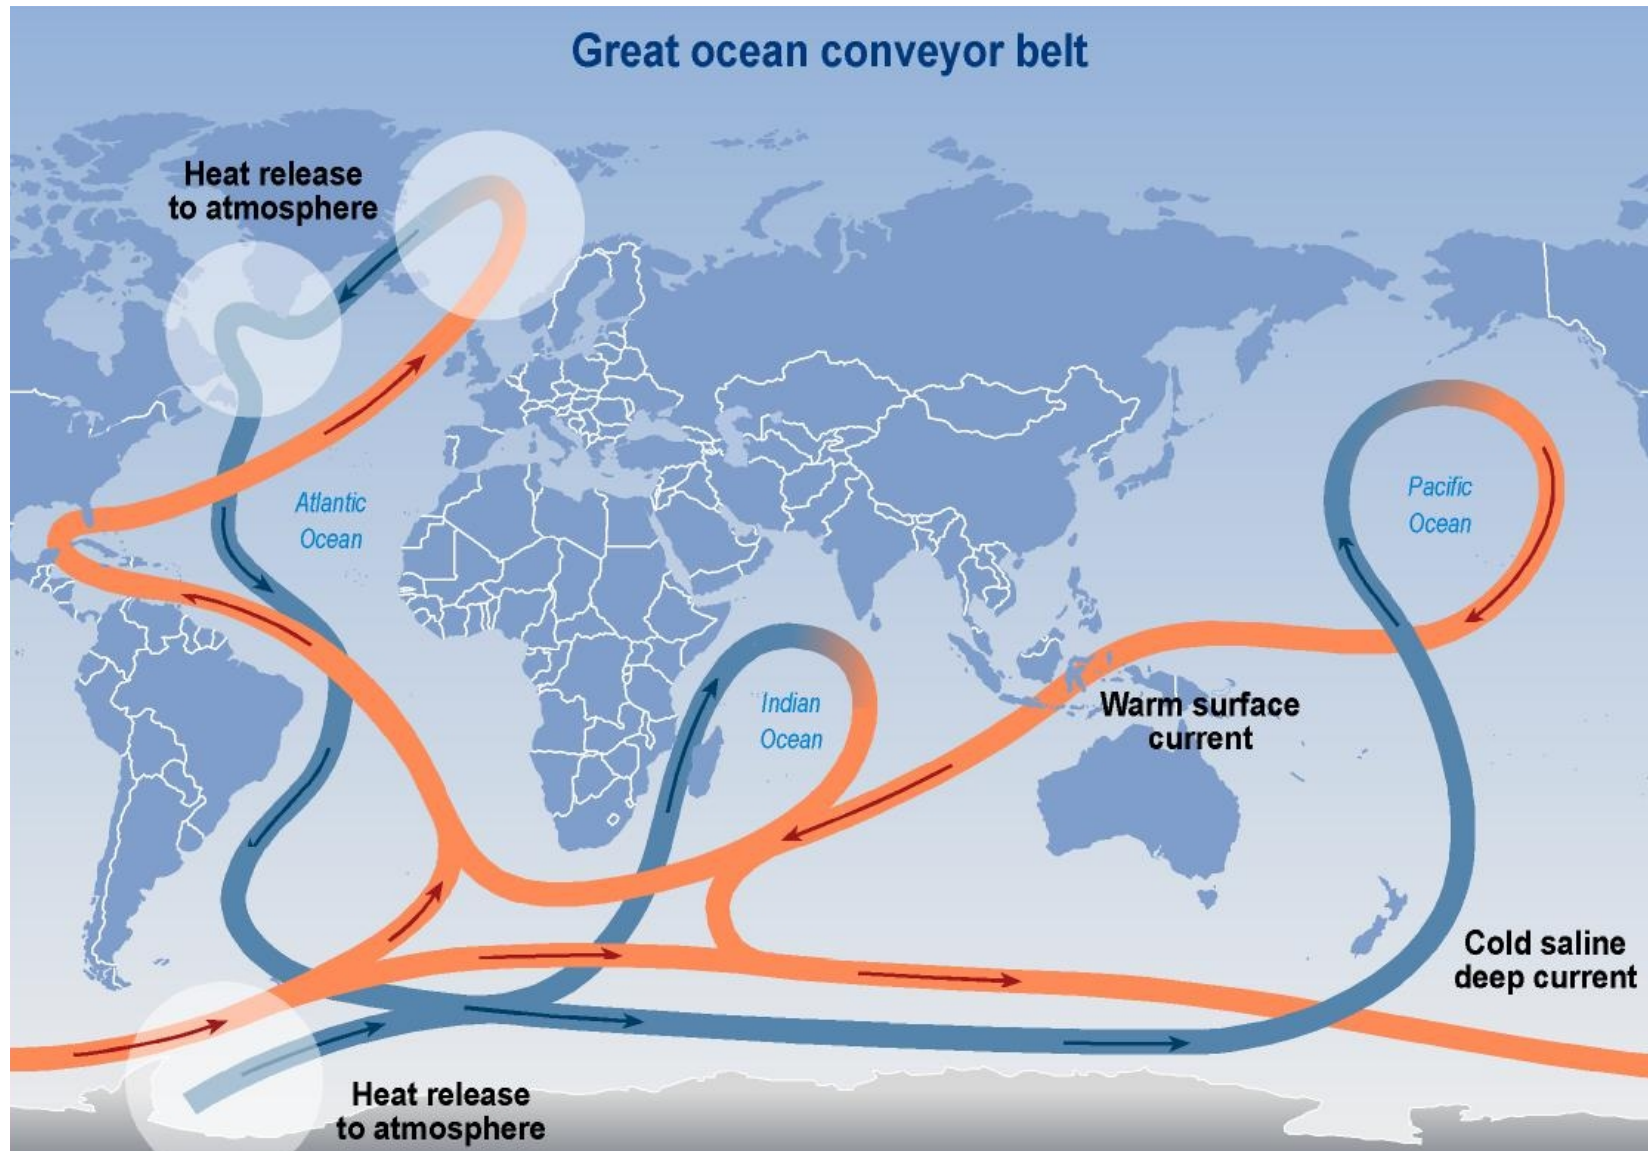 Great ocean conveyor belt
Heat release
to atmosphere
Atlantic
Ocean
Pacific
Ocean
Indian
Ocean
Warm surface
current
Cold saline
deep current
Heat release
to atmosphere